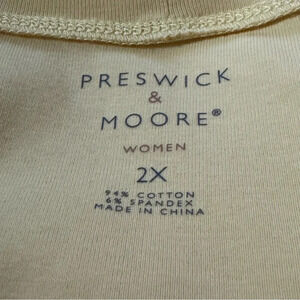 PRESWICK
&
MOORE®
WOMEN
2X
94% COTTON
6% SPANDEX
MADE IN CHINA